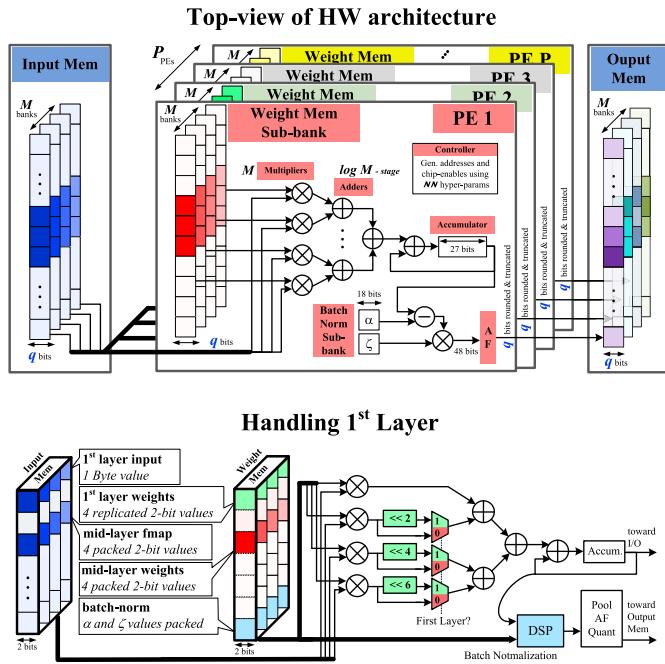 Top-view of HW architecture
Input Mem
M
banks
q bits
P
PEs
M
Weight Mem
PE P
M
Weight Mem
PE 3
M
Weight Mem
PE 2
M
banks
Weight Mem
Sub-bank
PE 1
Controller
Gen. addresses and
chip-enables using
NN hyper-params
M
Multipliers
log M - stage
Adders
Accumulator
27 bits
18 bits
Batch
Norm
Sub-
bank
α
ζ
48 bits
A
F
q bits rounded & truncated
q bits rounded & truncated
q bits rounded & truncated
q bits rounded & truncated
Ouput
Mem
M
banks
q
bits
Handling 1st Layer
Input
Mem
2 bits
1st layer input
1 Byte value
1st layer weights
4 replicated 2-bit values
mid-layer fmap
4 packed 2-bit values
mid-layer weights
4 packed 2-bit values
batch-norm
α and ζ values packed
Weight
Mem
2 bits
<< 2
1
0
<< 4
1
0
<< 6
1
0
First Layer?
Accum.
toward
I/O
DSP
Batch Notmalization
Pool
AF
Quant
toward
Output
Mem